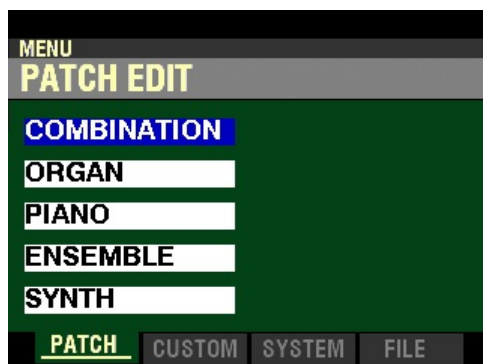 MENU
PATCH EDIT
COMBINATION
ORGAN
PIANO
ENSEMBLE
SYNTH
PATCH CUSTOM SYSTEM FILE